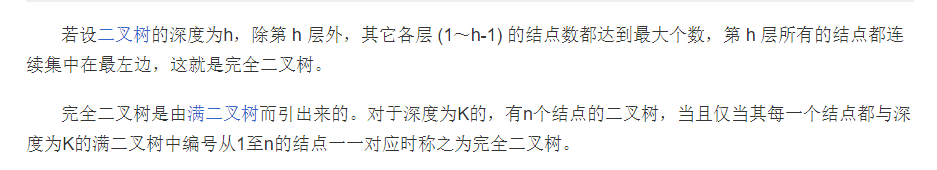 若设二叉树的深度为h，除第 h 层外，其它各层 (1～h-1) 的结点数都达到最大个数，第 h 层所有的结点都连
续集中在最左边，这就是完全二叉树。
完全二叉树是由满二叉树而引出来的。对于深度为K的，有n个结点的二叉树，当且仅当其每一个结点都与深
度为K的满二叉树中编号从1至n的结点一一对应时称之为完全二叉树。